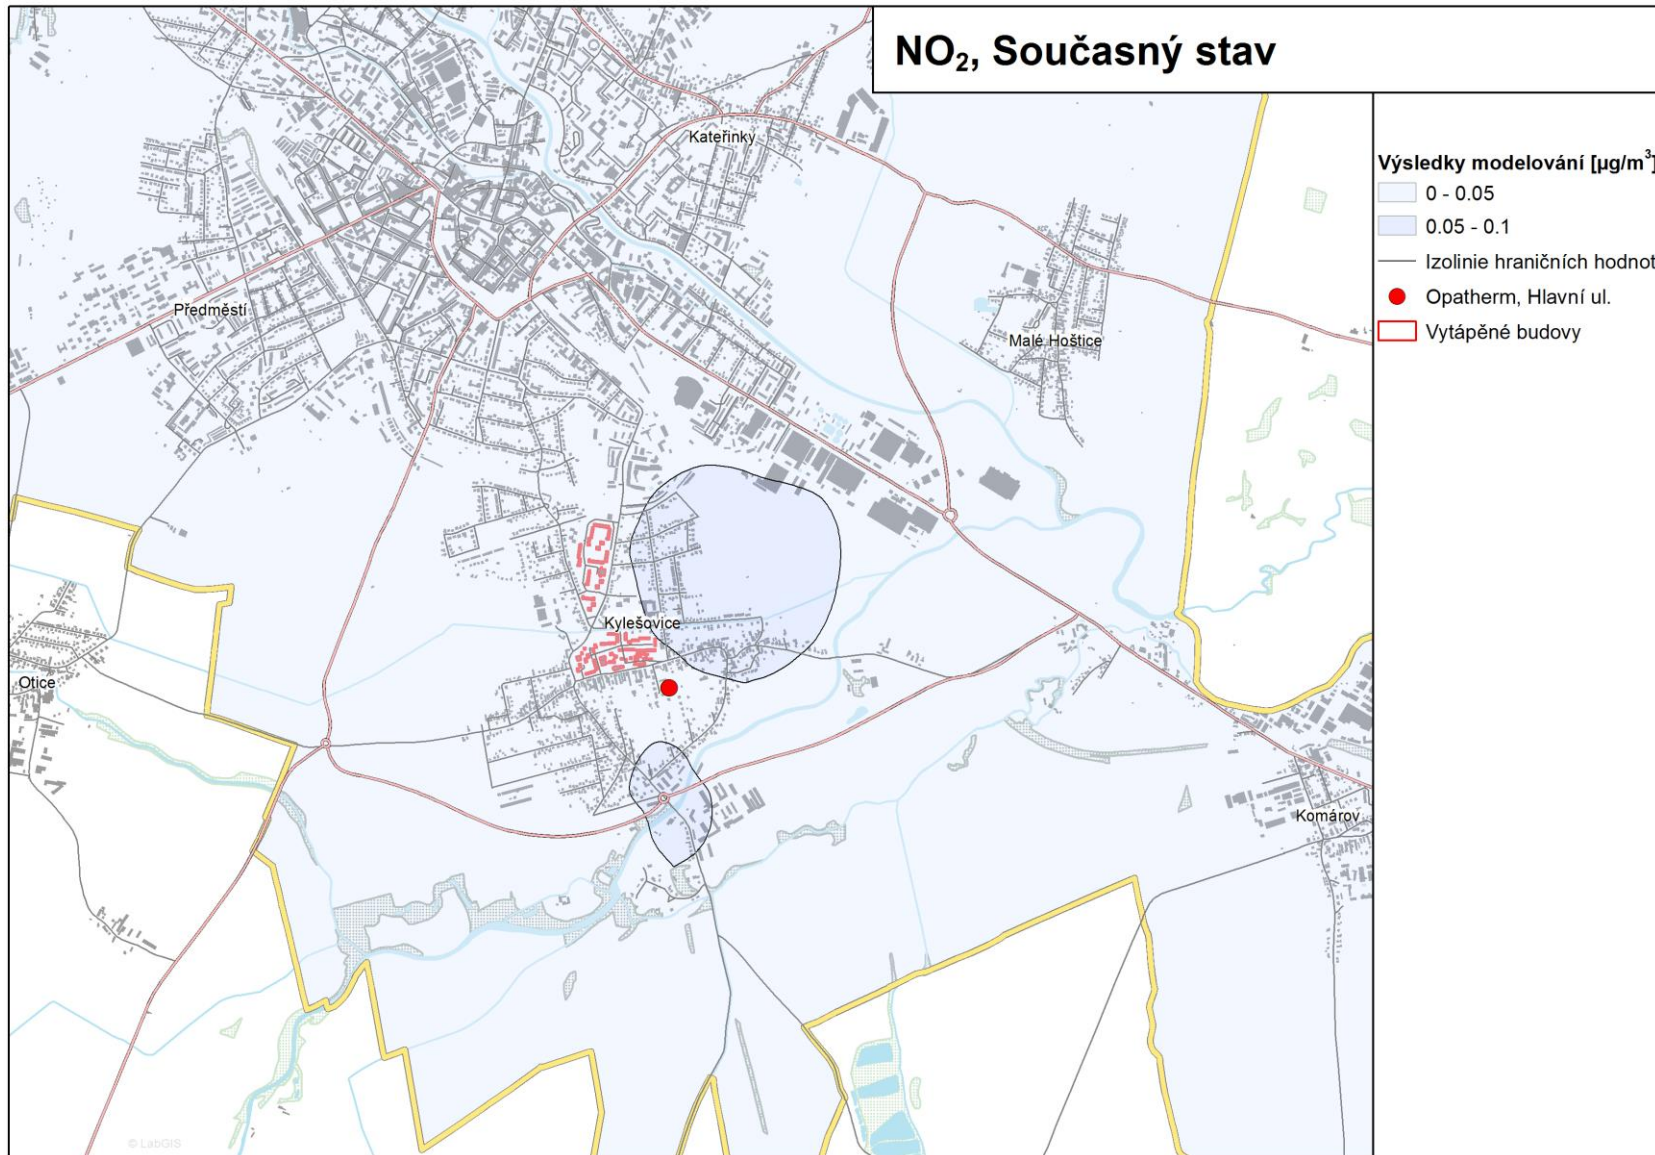 NO₂, Současný stav
Výsledky modelování [µg/m³]
0 - 0.05
0.05 - 0.1
Izolinie hraničních hodnot
Opatherm, Hlavní ul.
Vytápěné budovy
Kateřinky
Předměstí
Malé Hoštice
Kylešovice
Otice
Komárov
© LabGIS